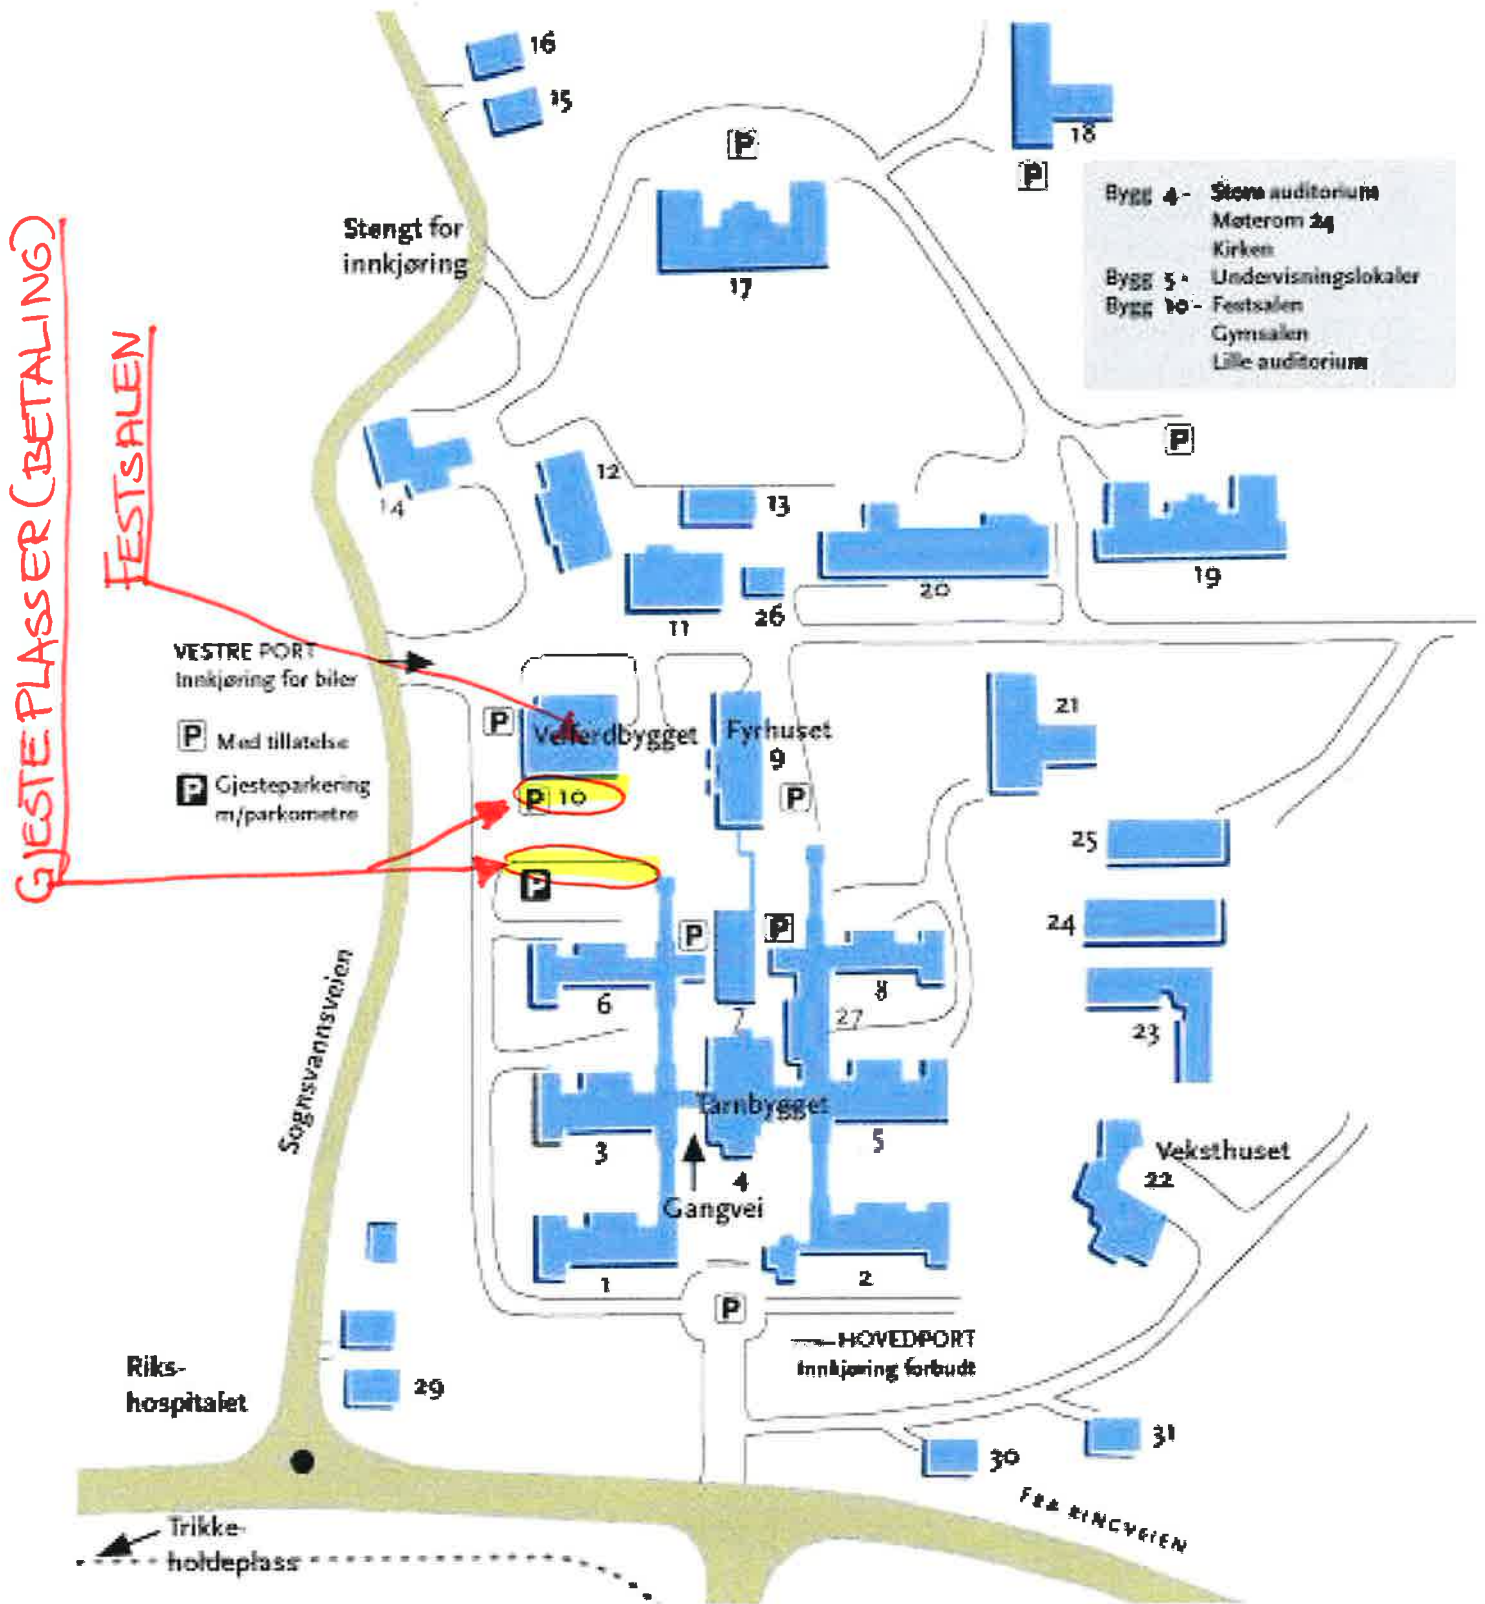 16
15
18
P
P
Stengt for
innkjøring
17
Bygg 4 - Store auditorium
Møterom 24
Kirken
Bygg 5 - Undervisningslokaler
Bygg 10 - Festsalen
Gymsalen
Lille auditorium
GJESTEPLASSER (BETALING)
FESTSALEN
P
14
12
13
11
26
20
19
VESTRE PORT
Innkjøring for biler
P Med tillatelse
P Gjesteparkering
m/parkometre
P
Velferdbygget
Fyrhuset
9
21
P 10
P
25
P
24
P
P
6
8
7
27
23
Sognsvannsveien
Tårnbygget
3
5
4
Gangvei
Veksthuset
22
1
2
P
HOVEDPORT
Innkjøring forbudt
Riks-
hospitalet
29
31
30
FRA RINGVEIEN
Trikke-
holdeplass